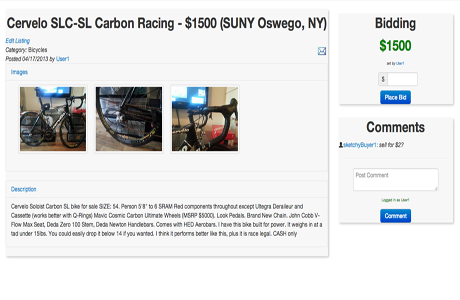 Cervelo SLC-SL Carbon Racing - $1500 (SUNY Oswego, NY)
Edit Listing
Category: Bicycles
Posted 04/17/2013 by User1
Images
Description
Cervelo Soloist Carbon SL bike for sale SIZE: 54. Person 5'8" to 6 SRAM Red components throughout except Ultegra Deraileur and
Cassette (works better with Q-Rings) Mavic Cosmic Carbon Ultimate Wheels (MSRP $5000). Look Pedals. Brand New Chain. John Cobb V-
Flow Max Seat, Deda Zero 100 Stem, Deda Newton Handlebars. Comes with HED Aerobars. I have this bike built for power. It weighs in at a
tad under 15lbs. You could easily drop it below 14 if you wanted. I think it performs better like this, plus it is race legal. CASH only
Bidding
$1500
set by User1
$
Place Bid
Comments
sketchyBuyer1: sell for $2?
Post Comment
Logged in as User1
Comment